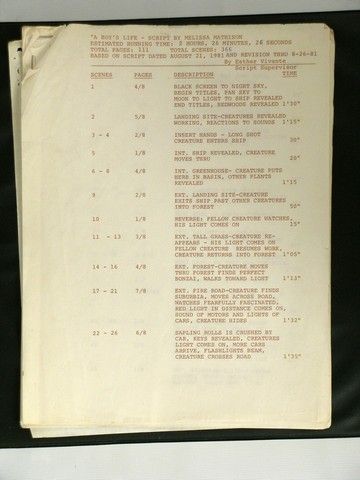 "A BOY'S LIFE - SCRIPT BY MELISSA MATHISON
ESTIMATED RUNNING TIME: 2 HOURS, 26 MINUTES, 26 SECONDS
TOTAL PAGES: 111 TOTAL SCENES: 366
BASED ON SCRIPT DATED AUGUST 21, 1981 AND REVISION THRU 8-26-81
By Esther Vivante
Script Supervisor
SCENES PAGES DESCRIPTION TIME
1 4/8 BLACK SCREEN TO NIGHT SKY,
BEGIN TITLES, PAN SKY TO
MOON TO LIGHT TO SHIP REVEALED
END TITLES, REDWOODS REVEALED 1'30"
2 5/8 LANDING SITE-CREATURES REVEALED
WORKING, REACTIONS TO SOUNDS 1'15"
3 - 4 2/8 INSERT HANDS - LONG SHOT
CREATURE ENTERS SHIP 30"
5 1/8 INT. SHIP REVEALED, CREATURE
MOVES THRU 20"
6 - 8 4/8 INT. GREENHOUSE- CREATURE PUTS
HERB IN BASIN, OTHER PLANTS
REVEALED 1'15
9 2/8 EXT. LANDING SITE-CREATURE
EXITS SHIP PAST OTHER CREATURES
INTO FOREST 50"
10 1/8 REVERSE: FELLOW CREATURE WATCHES,
HIS LIGHT COMES ON 15"
11 - 13 3/8 EXT. TALL GRASS-CREATURE RE-
APPEARS - HIS LIGHT COMES ON
FELLOW CREATURE RESUMES WORK,
CREATURE RETURNS INTO FOREST 1'05"
14 - 16 4/8 EXT. FOREST-CREATURE MOVES
THRU FOREST FINDS PERFECT
BONZAI, WALKS TOWARD LIGHT 1'13"
17 - 21 7/8 EXT. FIRE ROAD-CREATURE FINDS
SUBURBIA, MOVES ACROSS ROAD,
WATCHES FEARFULLY FASCINATED,
RED LIGHT IN DISTANCE COMES ON,
SOUND OF MOTORS AND LIGHTS OF
CARS, CREATURE HIDES 1'32"
22 - 26 6/8 SAPLING ROLLS IS CRUSHED BY
CAR, KEYS REVEALED, CREATURES
LIGHT COMES ON, MORE CARS
ARRIVE, FLASHLIGHTS BEAM,
CREATURE CROSSES ROAD 1'35"